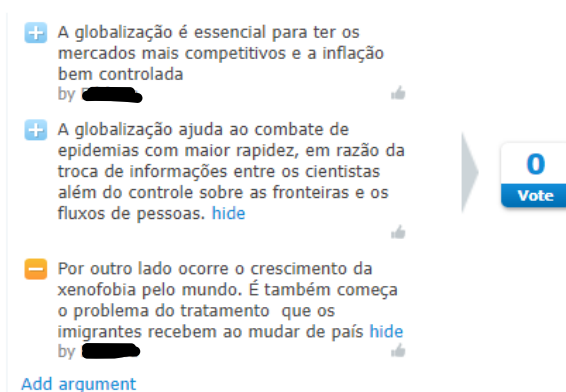 A globalização é essencial para ter os
mercados mais competitivos e a inflação
bem controlada
by
A globalização ajuda ao combate de
epidemias com maior rapidez, em razão da
troca de informações entre os cientistas
além do controle sobre as fronteiras e os
fluxos de pessoas. hide
Por outro lado ocorre o crescimento da
xenofobia pelo mundo. É também começa
o problema do tratamento que os
imigrantes recebem ao mudar de país hide
by
Add argument
0
Vote